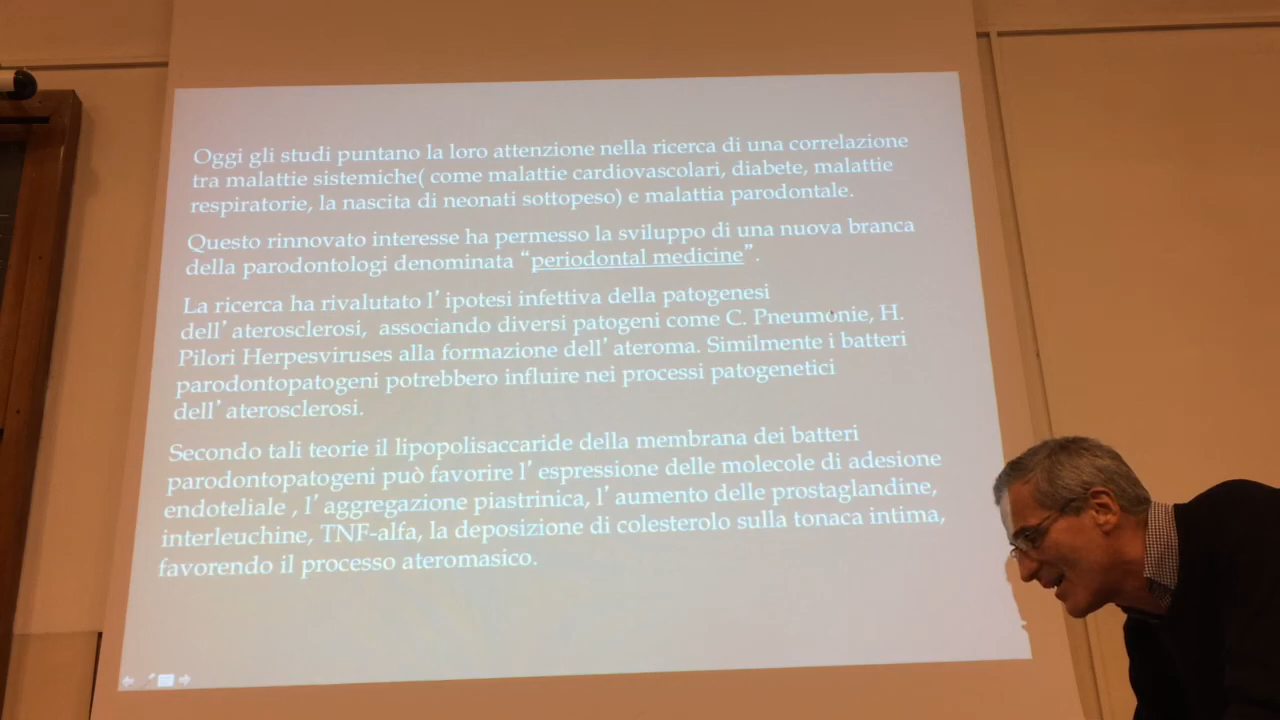 Oggi gli studi puntano la loro attenzione nella ricerca di una correlazione
tra malattie sistemiche( come malattie cardiovascolari, diabete, malattie
respiratorie, la nascita di neonati sottopeso) e malattia parodontale.
Questo rinnovato interesse ha permesso la sviluppo di una nuova branca
della parodontologi denominata “periodontal medicine”.
La ricerca ha rivalutato l’ ipotesi infettiva della patogenesi
dell’ aterosclerosi, associando diversi patogeni come C. Pneumonie, H.
Pilori Herpesviruses alla formazione dell’ ateroma. Similmente i batteri
parodontopatogeni potrebbero influire nei processi patogenetici
dell’ aterosclerosi.
Secondo tali teorie il lipopolisaccaride della membrana dei batteri
parodontopatogeni può favorire l’ espressione delle molecole di adesione
endoteliale , l’ aggregazione piastrinica, l’ aumento delle prostaglandine,
interleuchine, TNF-alfa, la deposizione di colesterolo sulla tonaca intima,
favorendo il processo ateromasico.